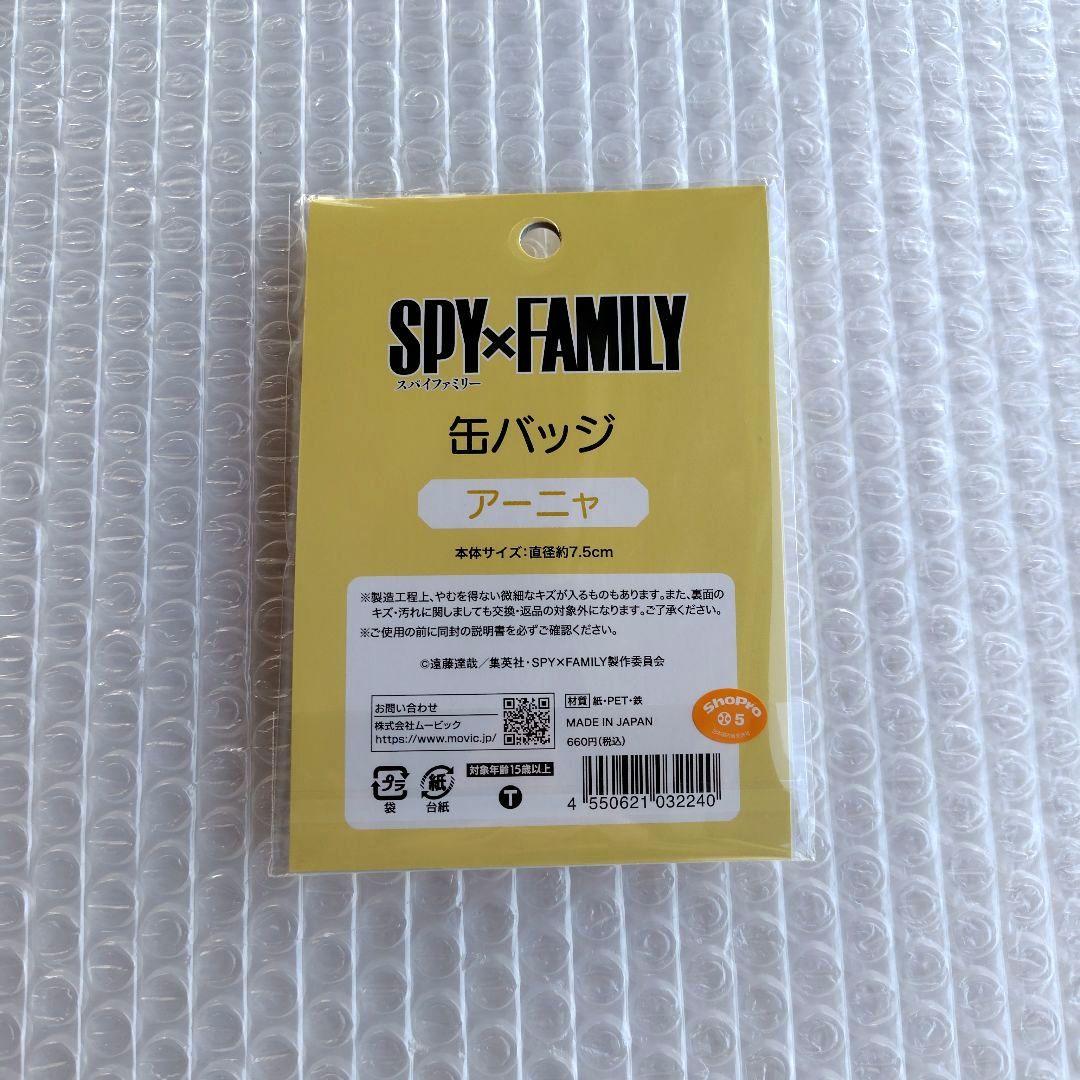 SPY×FAMILY
スパイファミリー
缶バッジ
アーニャ
本体サイズ:直径約7.5cm
※製造工程上、やむを得ない微細なキズが入るものもあります。また、裏面の
キズ・汚れに関しましても交換・返品の対象外になります。ご了承ください。
※ご使用の前に同封の説明書を必ずご確認ください。
©遠藤達哉/集英社・SPY×FAMILY製作委員会
お問い合わせ
株式会社ムービック
https://www.movic.jp/
材質 紙・PET・鉄
MADE IN JAPAN
660円(税込)
ShoPro
5
プラ
袋
紙
台紙
対象年齢15歳以上
T
4 550621 032240